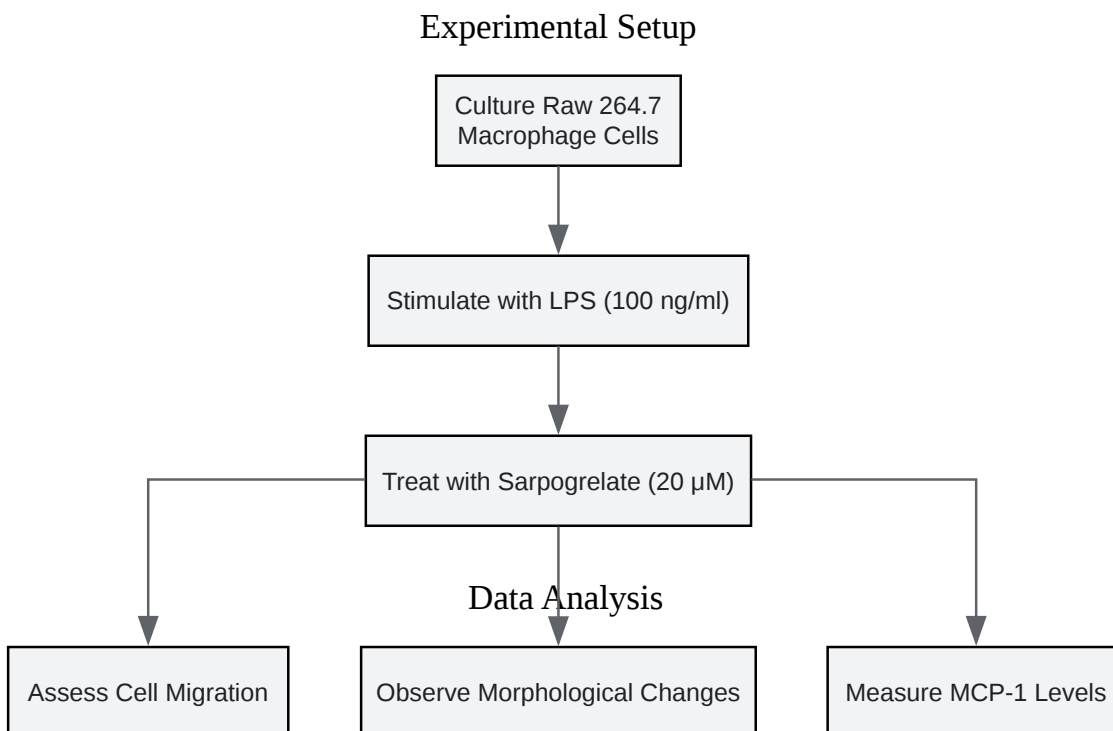 Experimental Setup
Culture Raw 264.7
Macrophage Cells
Stimulate with LPS (100 ng/ml)
Treat with Sarpogrelate (20 μM)
Data Analysis
Assess Cell Migration
Observe Morphological Changes
Measure MCP-1 Levels